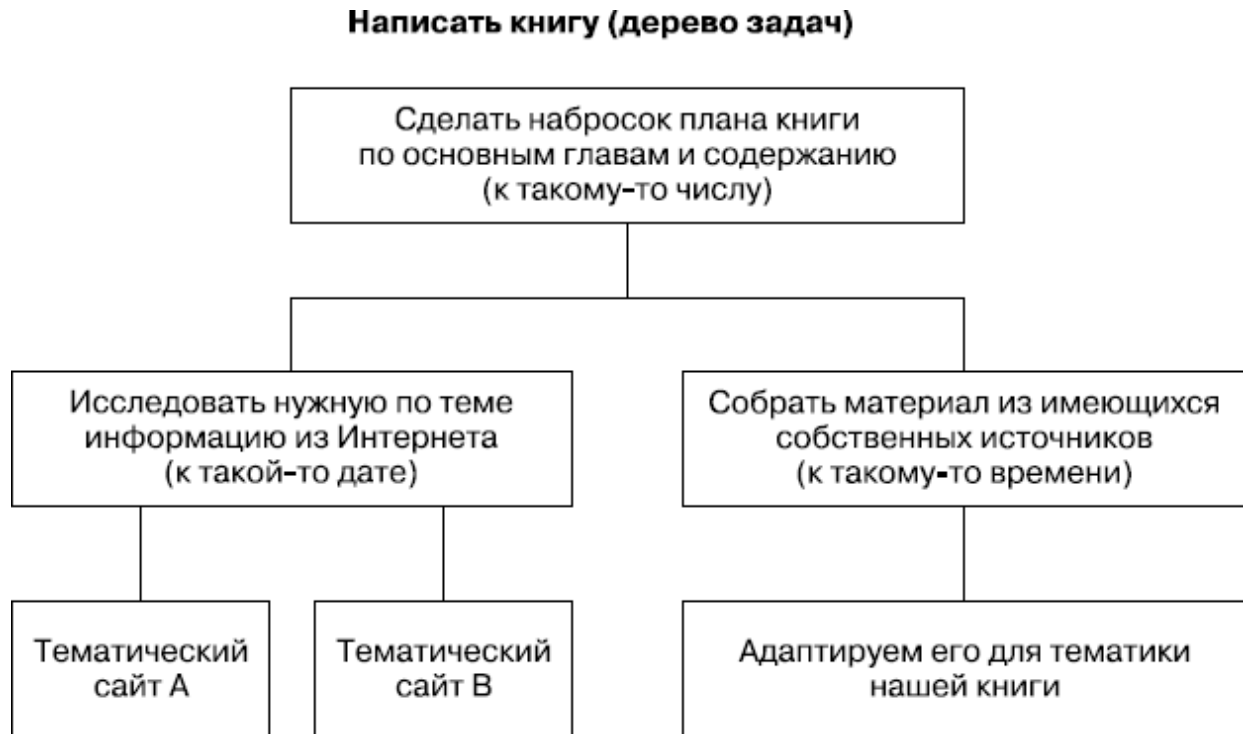 Написать книгу (дерево задач)
Сделать набросок плана книги
по основным главам и содержанию
(к такому-то числу)
Исследовать нужную по теме
информацию из Интернета
(к такой-то дате)
Собрать материал из имеющихся
собственных источников
(к такому-то времени)
Тематический
сайт А
Тематический
сайт В
Адаптируем его для тематики
нашей книги